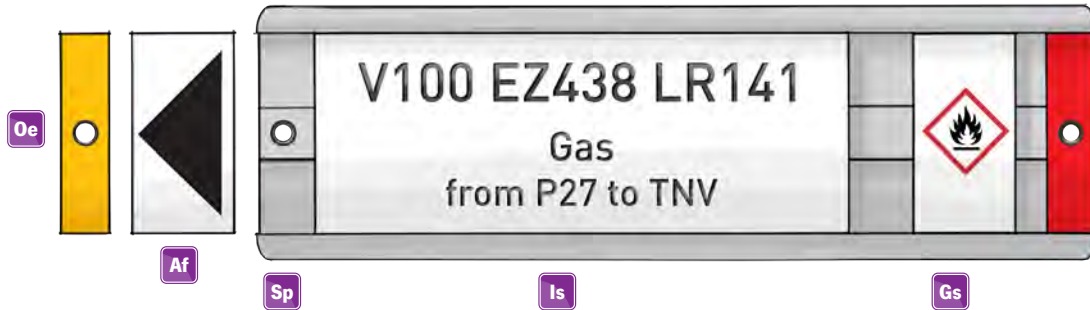 V100 EZ438 LR141
Gas
from P27 to TNV
Oe
Af
Sp
Is
Gs